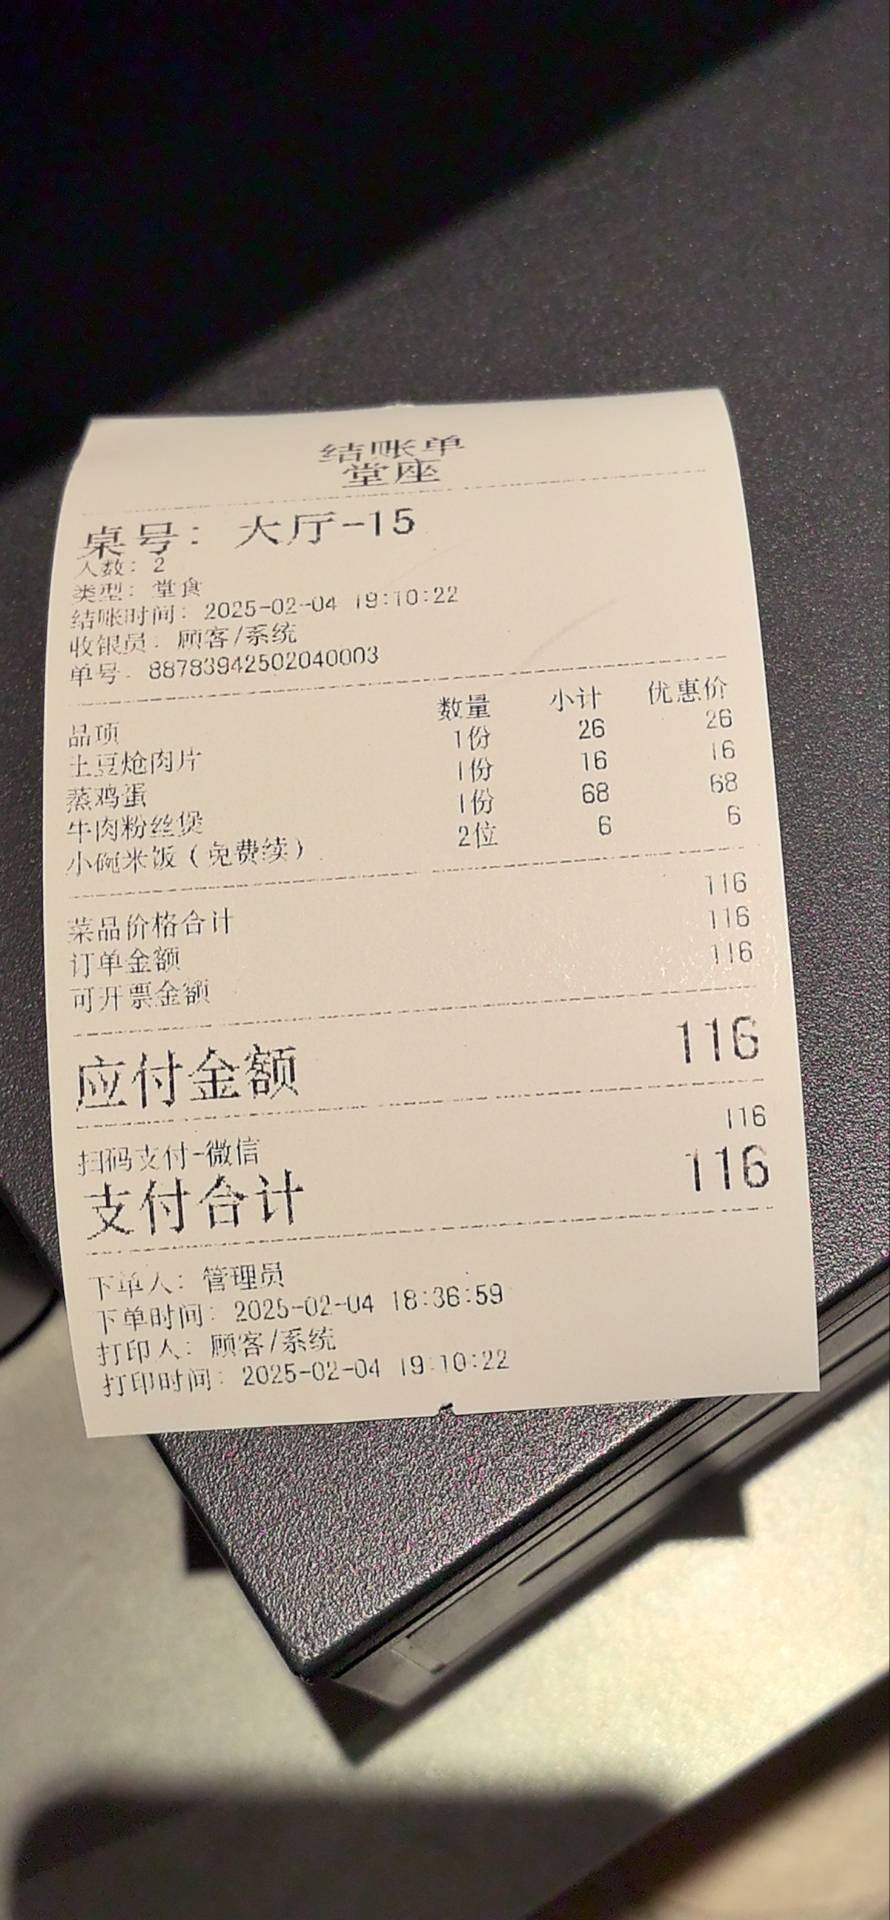 结账单
堂座
桌号: 大厅-15
人数: 2
类型: 堂食
结账时间: 2025-02-04 19:10:22
收银员: 顾客/系统
单号: 88783942502040003
品项 数量 小计 优惠价
土豆炝肉片 1份 26 26
蒸鸡蛋 1份 16 16
牛肉粉丝煲 1份 68 68
小碗米饭(免费续) 2位 6 6
菜品价格合计 116
订单金额 116
可开票金额 116
应付金额 116
扫码支付-微信 116
支付合计 116
下单人: 管理员
下单时间: 2025-02-04 18:36:59
打印人: 顾客/系统
打印时间: 2025-02-04 19:10:22